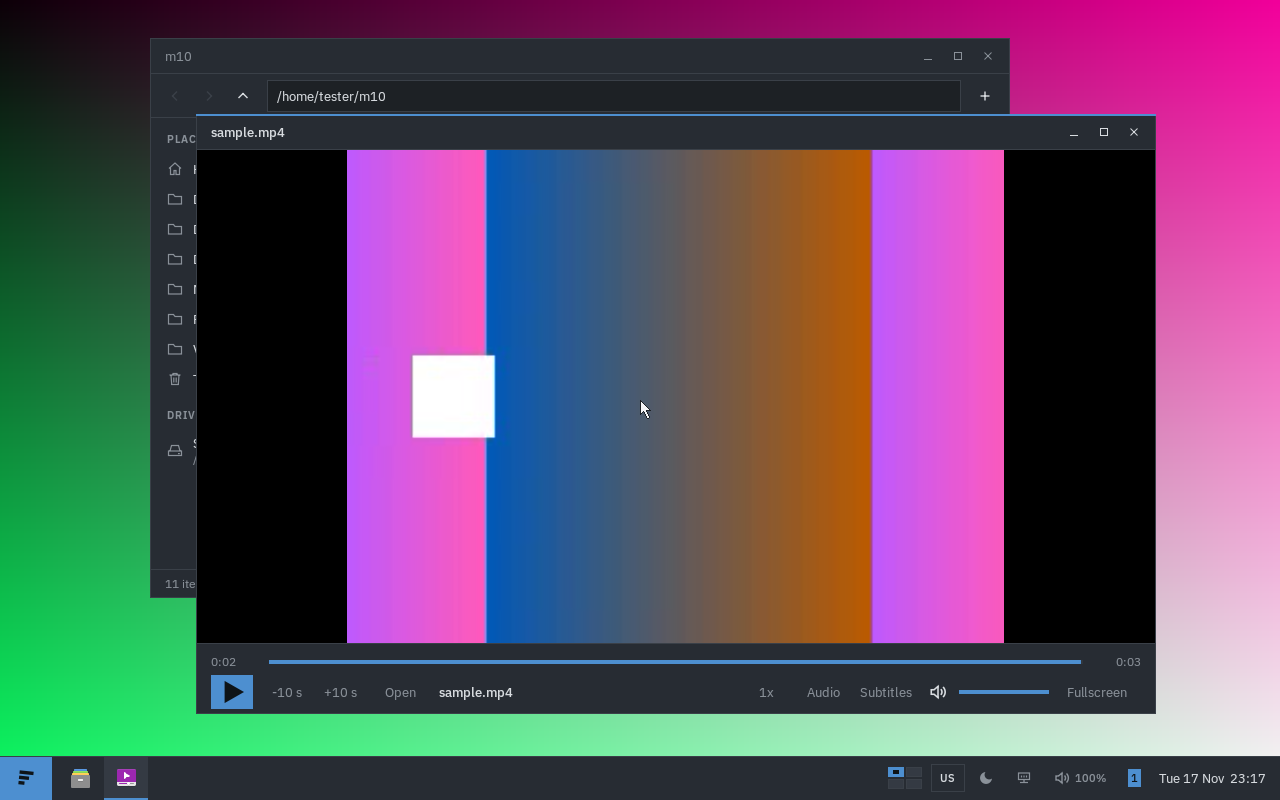 m10
/home/tester/m10
PLAC
sample.mp4
DRIV
11 ite
0:02
0:03
-10 s
+10 s
Open
sample.mp4
1x
Audio
Subtitles
Fullscreen
US
100%
1
Tue 17 Nov 23:17